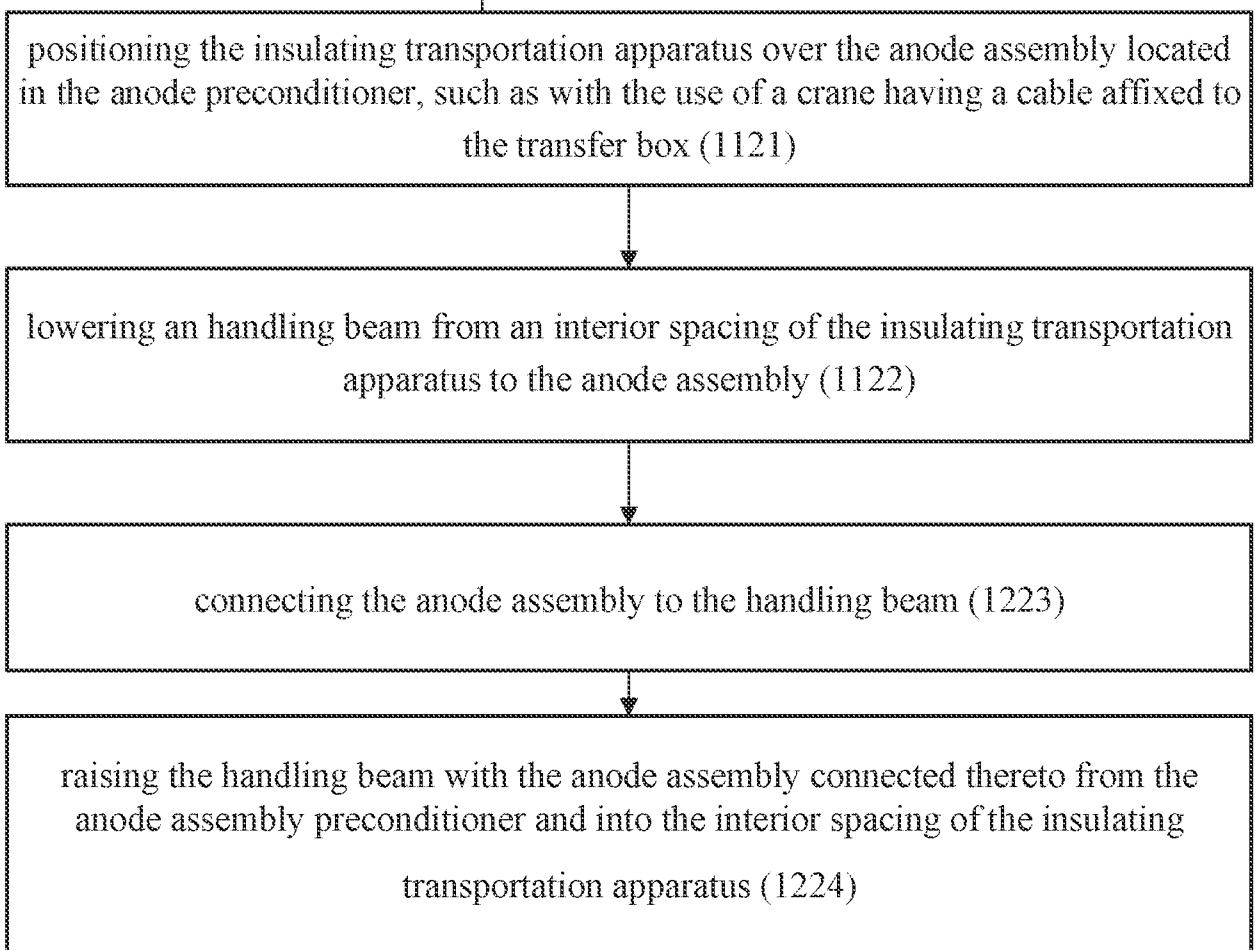 positioning the insulating transportation apparatus over the anode assembly located
in the anode preconditioner, such as with the use of a crane having a cable affixed to
the transfer box (1121)
lowering an handling beam from an interior spacing of the insulating transportation
apparatus to the anode assembly (1122)
connecting the anode assembly to the handling beam (1223)
raising the handling beam with the anode assembly connected thereto from the
anode assembly preconditioner and into the interior spacing of the insulating
transportation apparatus (1224)